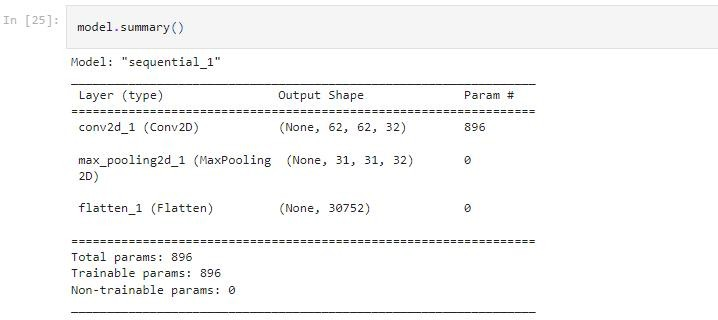 In [25]: model.summary()
Model: "sequential_1"
_________________________________________________________________
Layer (type) Output Shape Param #
=================================================================
conv2d_1 (Conv2D) (None, 62, 62, 32) 896
max_pooling2d_1 (MaxPooling (None, 31, 31, 32) 0
2D)
flatten_1 (Flatten) (None, 30752) 0
=================================================================
Total params: 896
Trainable params: 896
Non-trainable params: 0
_________________________________________________________________